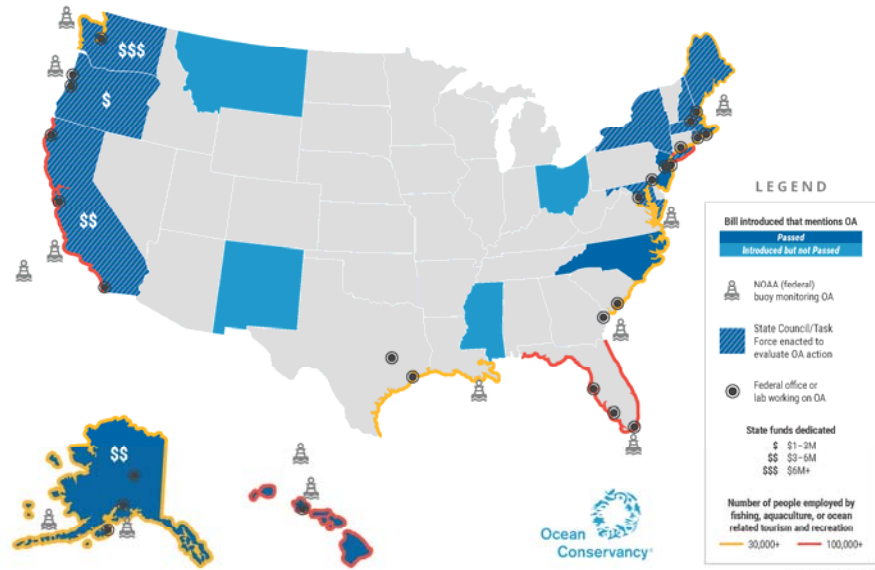 $$$
$
$$
$$
LEGEND
Bill introduced that mentions OA
Passed
Introduced but not Passed
NOAA (federal)
buoy monitoring OA
State Council/Task
Force enacted to
evaluate OA action
Federal office or
lab working on OA
State funds dedicated
$ $1–3M
$$ $3–6M
$$$ $6M+
Number of people employed by
fishing, aquaculture, or ocean
related tourism and recreation
30,000+ 100,000+
Ocean
Conservancy